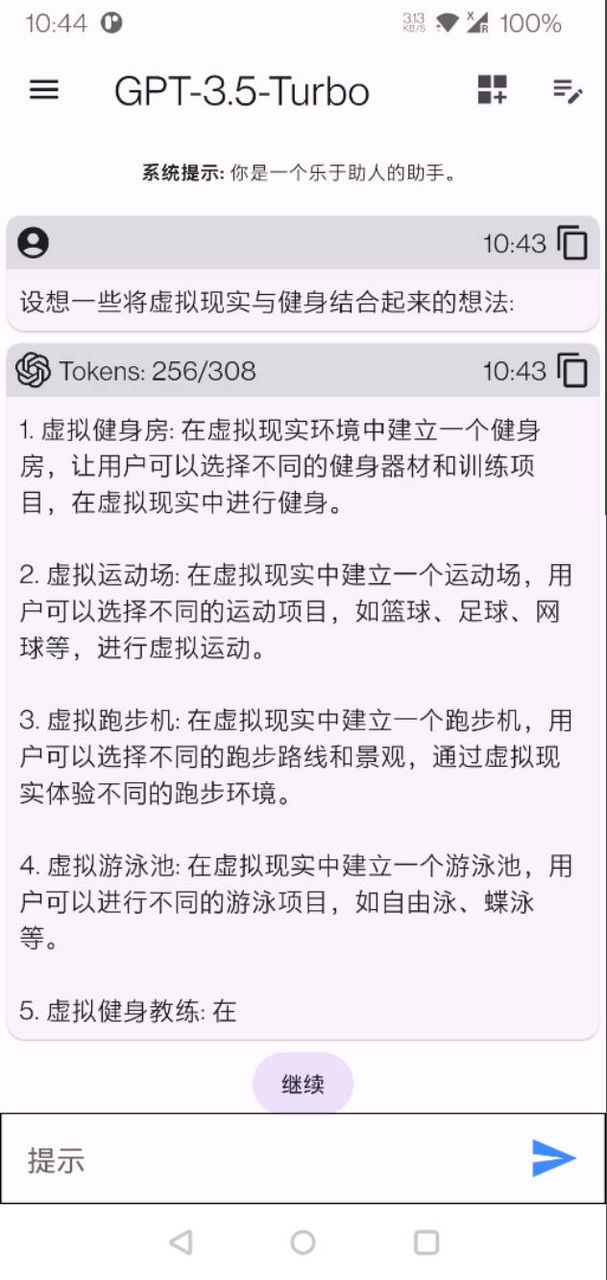 10:44
3.13 KB/S
X
R
100%
GPT-3.5-Turbo
系统提示: 你是一个乐于助人的助手。
10:43
设想一些将虚拟现实与健身结合起来的想法:
Tokens: 256/308
10:43
1. 虚拟健身房: 在虚拟现实环境中建立一个健身
房，让用户可以选择不同的健身器材和训练项
目，在虚拟现实中进行健身。
2. 虚拟运动场: 在虚拟现实中建立一个运动场，用
户可以选择不同的运动项目，如篮球、足球、网
球等，进行虚拟运动。
3. 虚拟跑步机: 在虚拟现实中建立一个跑步机，用
户可以选择不同的跑步路线和景观，通过虚拟现
实体验不同的跑步环境。
4. 虚拟游泳池: 在虚拟现实中建立一个游泳池，用
户可以进行不同的游泳项目，如自由泳、蝶泳
等。
5. 虚拟健身教练: 在
继续
提示